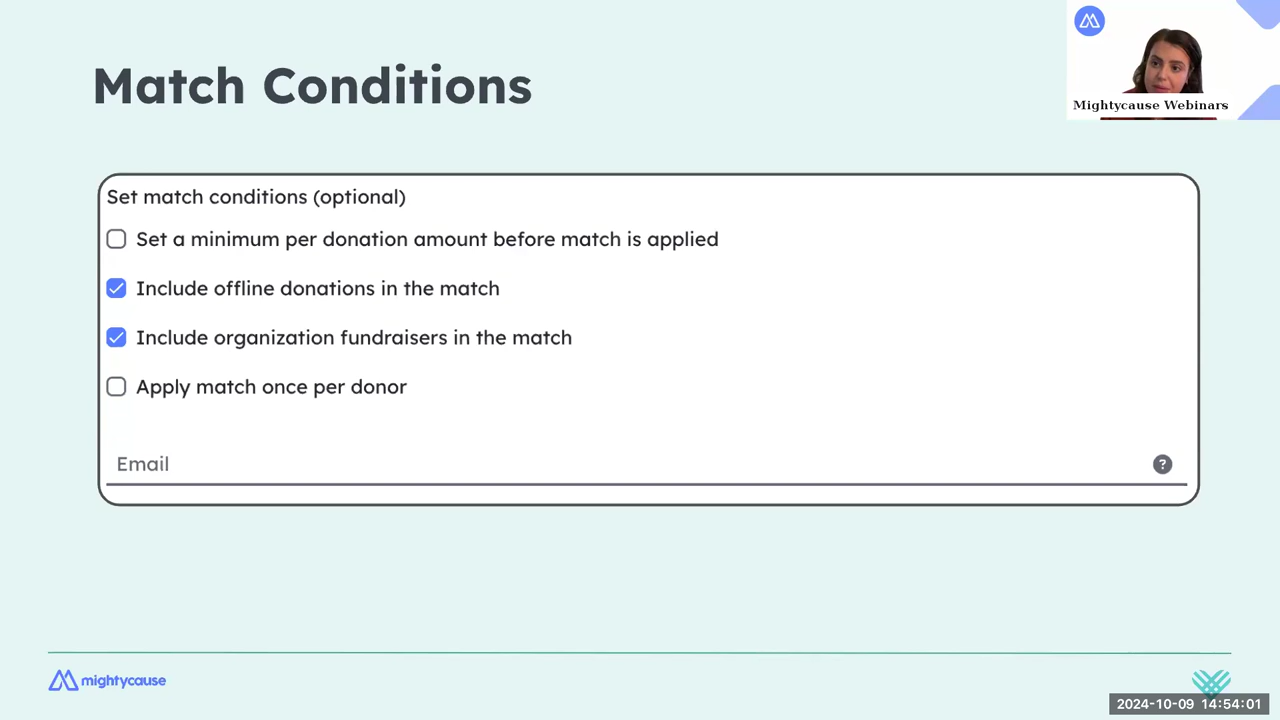 Match Conditions
Mightycause Webinars
Set match conditions (optional)
Set a minimum per donation amount before match is applied
Include offline donations in the match
Include organization fundraisers in the match
Apply match once per donor
Email
?
mightycause
2024-10-09 14:54:01